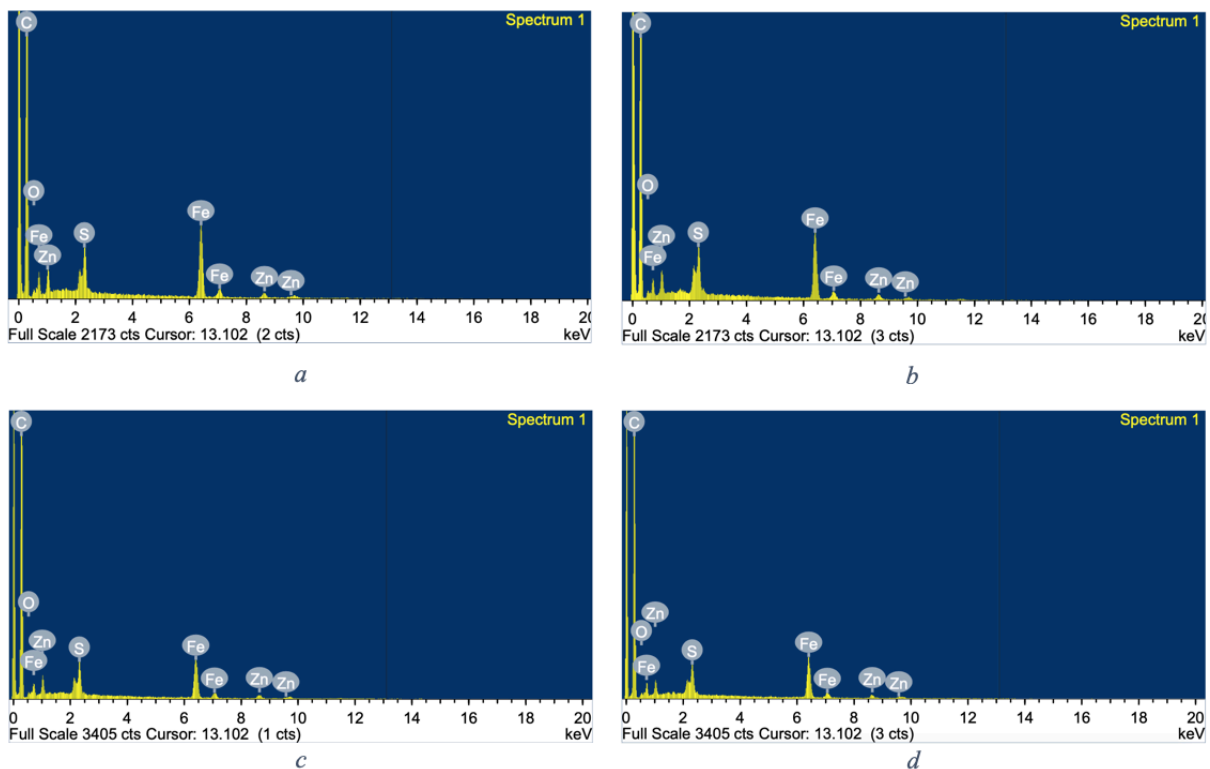 Spectrum 1
C
O
Fe
Zn
S
Fe
Fe
Zn
Zn
0 2 4 6 8 10 12 14 16 18 20
Full Scale 2173 cts Cursor: 13.102 (2 cts) keV
a
Spectrum 1
C
O
Zn
Fe
S
Fe
Fe
Zn
Zn
0 2 4 6 8 10 12 14 16 18 20
Full Scale 2173 cts Cursor: 13.102 (3 cts) keV
b
Spectrum 1
C
O
Zn
Fe
S
Fe
Fe
Zn
Zn
0 2 4 6 8 10 12 14 16 18 20
Full Scale 3405 cts Cursor: 13.102 (1 cts) keV
c
Spectrum 1
C
Zn
O
Fe
S
Fe
Fe
Zn
Zn
0 2 4 6 8 10 12 14 16 18 20
Full Scale 3405 cts Cursor: 13.102 (3 cts) keV
d